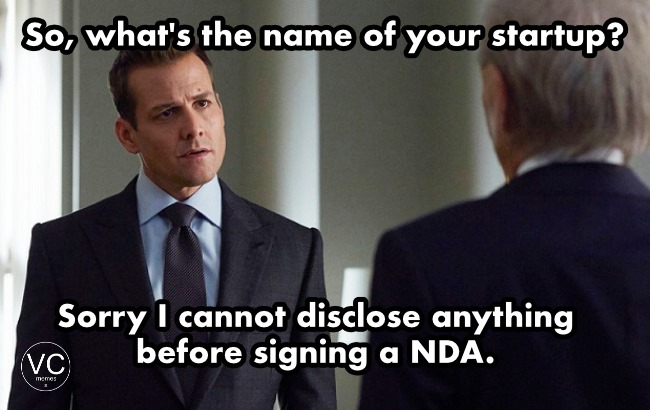 So, what's the name of your startup?
Sorry I cannot disclose anything
before signing a NDA.
VC
memes
x